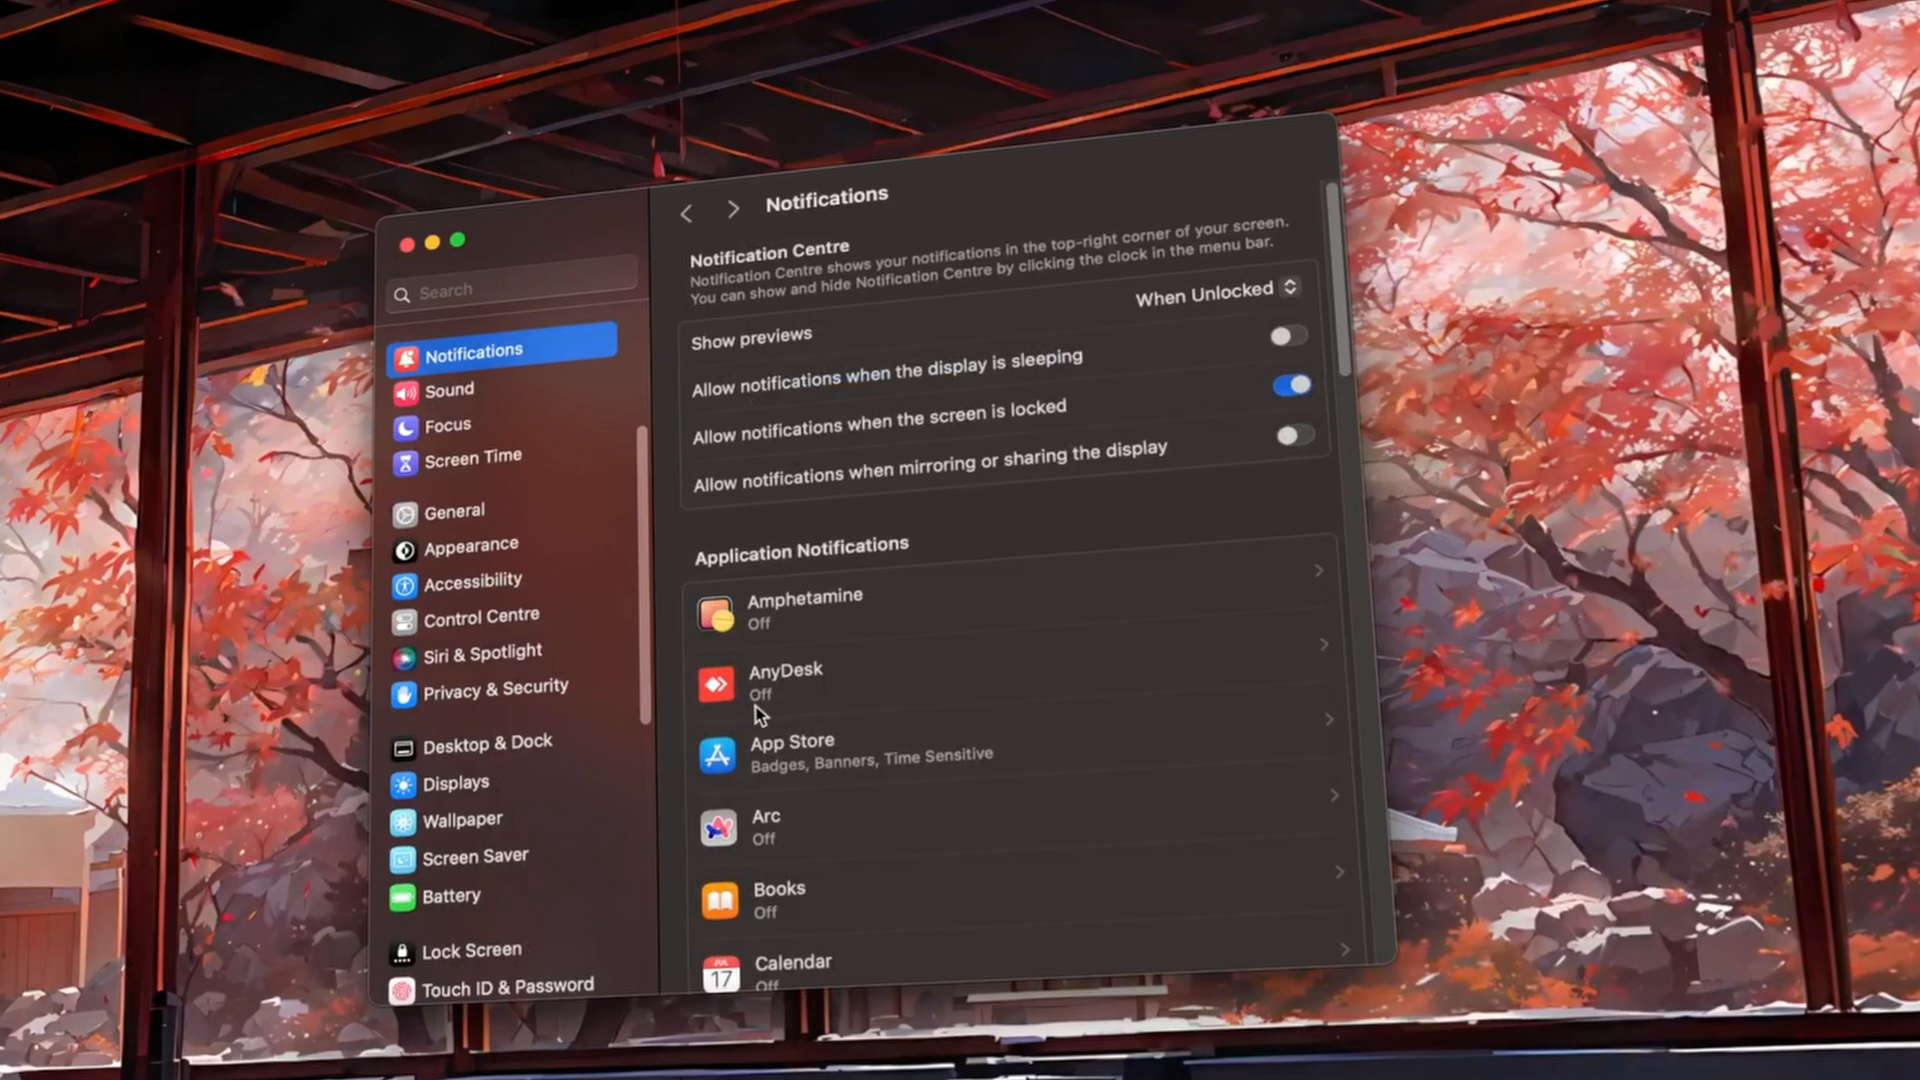 Search
Notifications
Sound
Focus
Screen Time
General
Appearance
Accessibility
Control Centre
Siri & Spotlight
Privacy & Security
Desktop & Dock
Displays
Wallpaper
Screen Saver
Battery
Lock Screen
Touch ID & Password
Notifications
Notification Centre
Notification Centre shows your notifications in the top-right corner of your screen.
You can show and hide Notification Centre by clicking the clock in the menu bar.
Show previews
When Unlocked
Allow notifications when the display is sleeping
Allow notifications when the screen is locked
Allow notifications when mirroring or sharing the display
Application Notifications
Amphetamine
Off
AnyDesk
Off
App Store
Badges, Banners, Time Sensitive
Arc
Off
Books
Off
JUL
17
Calendar
Off